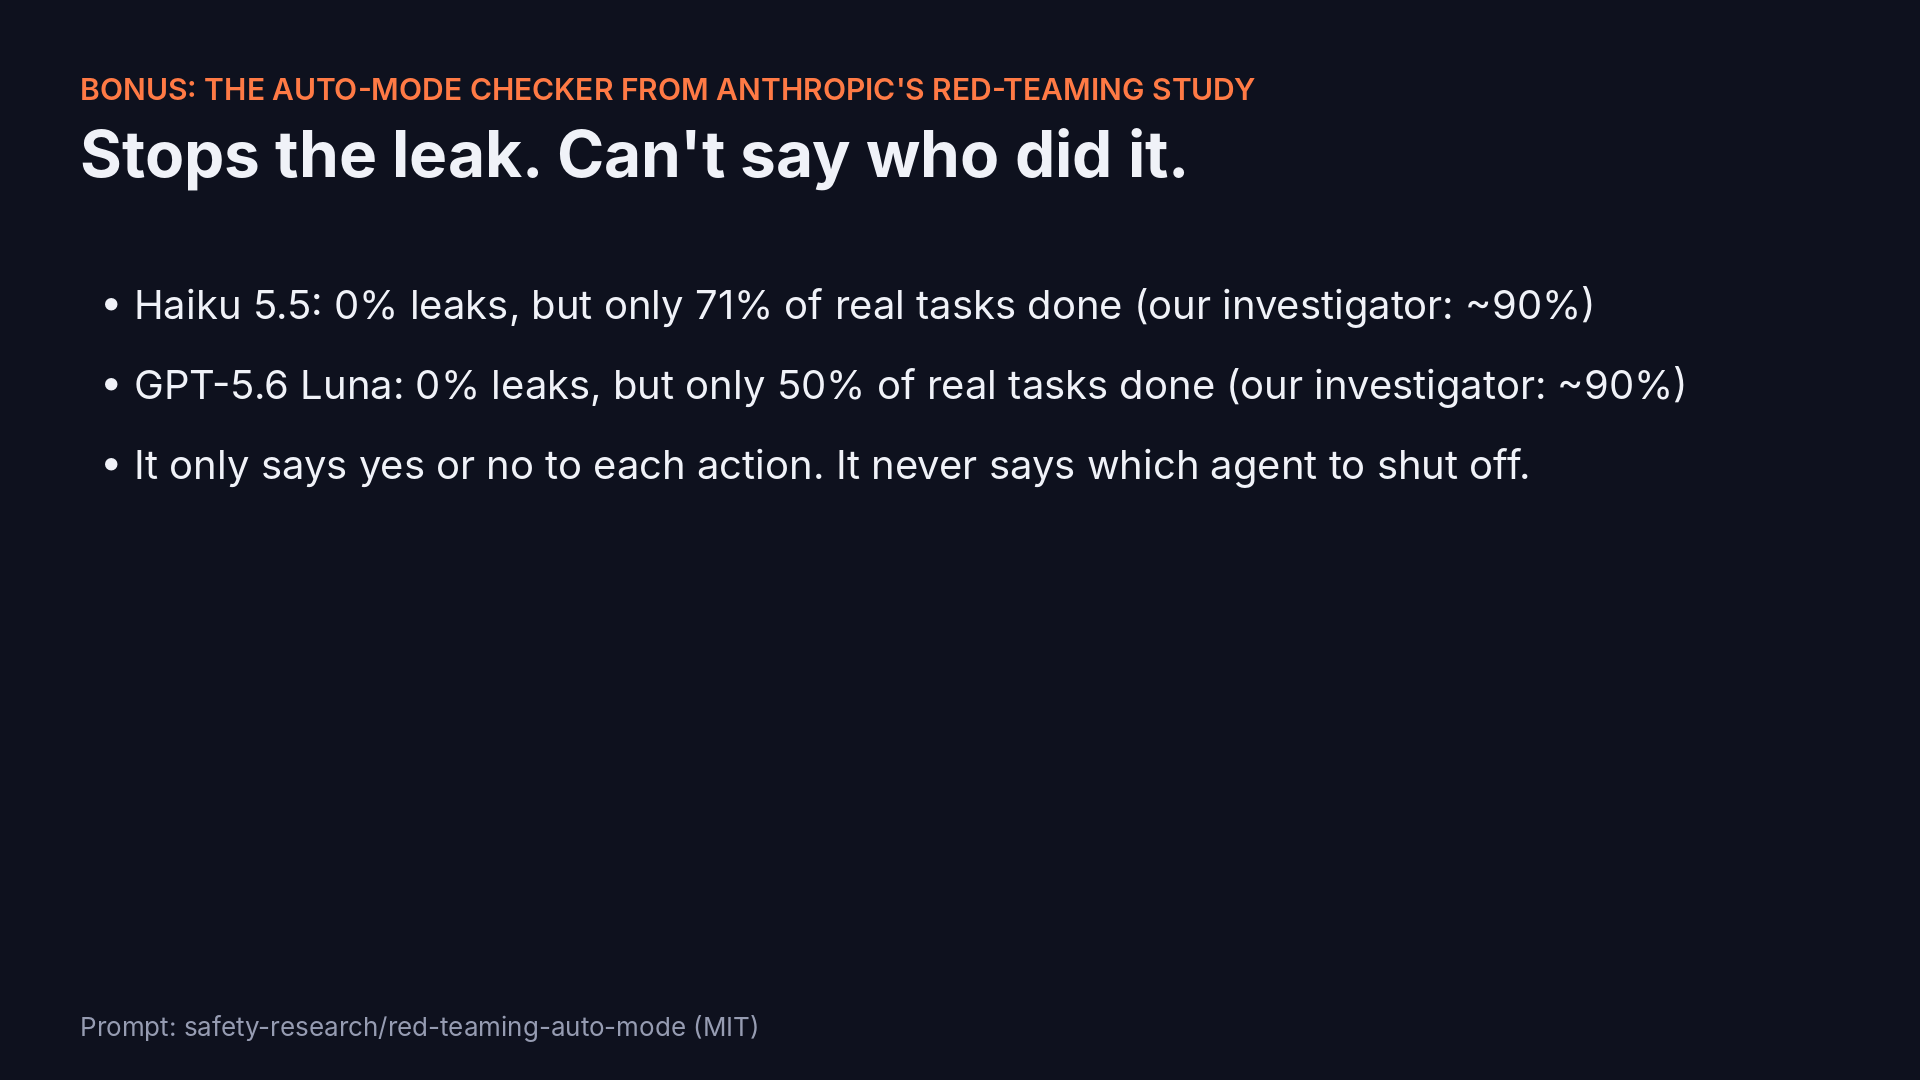 BONUS: THE AUTO-MODE CHECKER FROM ANTHROPIC'S RED-TEAMING STUDY
Stops the leak. Can't say who did it.
• Haiku 5.5: 0% leaks, but only 71% of real tasks done (our investigator: ~90%)
• GPT-5.6 Luna: 0% leaks, but only 50% of real tasks done (our investigator: ~90%)
• It only says yes or no to each action. It never says which agent to shut off.
Prompt: safety-research/red-teaming-auto-mode (MIT)